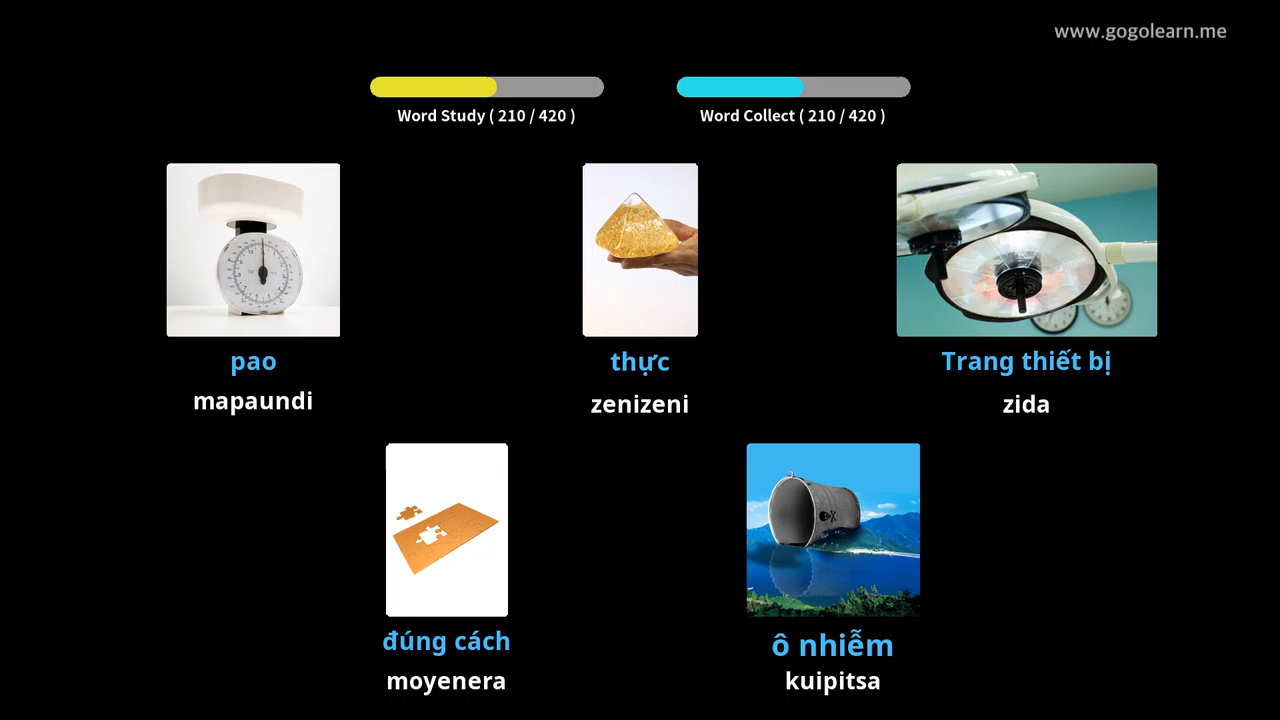 www.gogolearn.me
Word Study ( 210 / 420 )
Word Collect ( 210 / 420 )
pao
mapaundi
thực
zenizeni
Trang thiết bị
zida
đúng cách
moyenera
ô nhiễm
kuipitsa